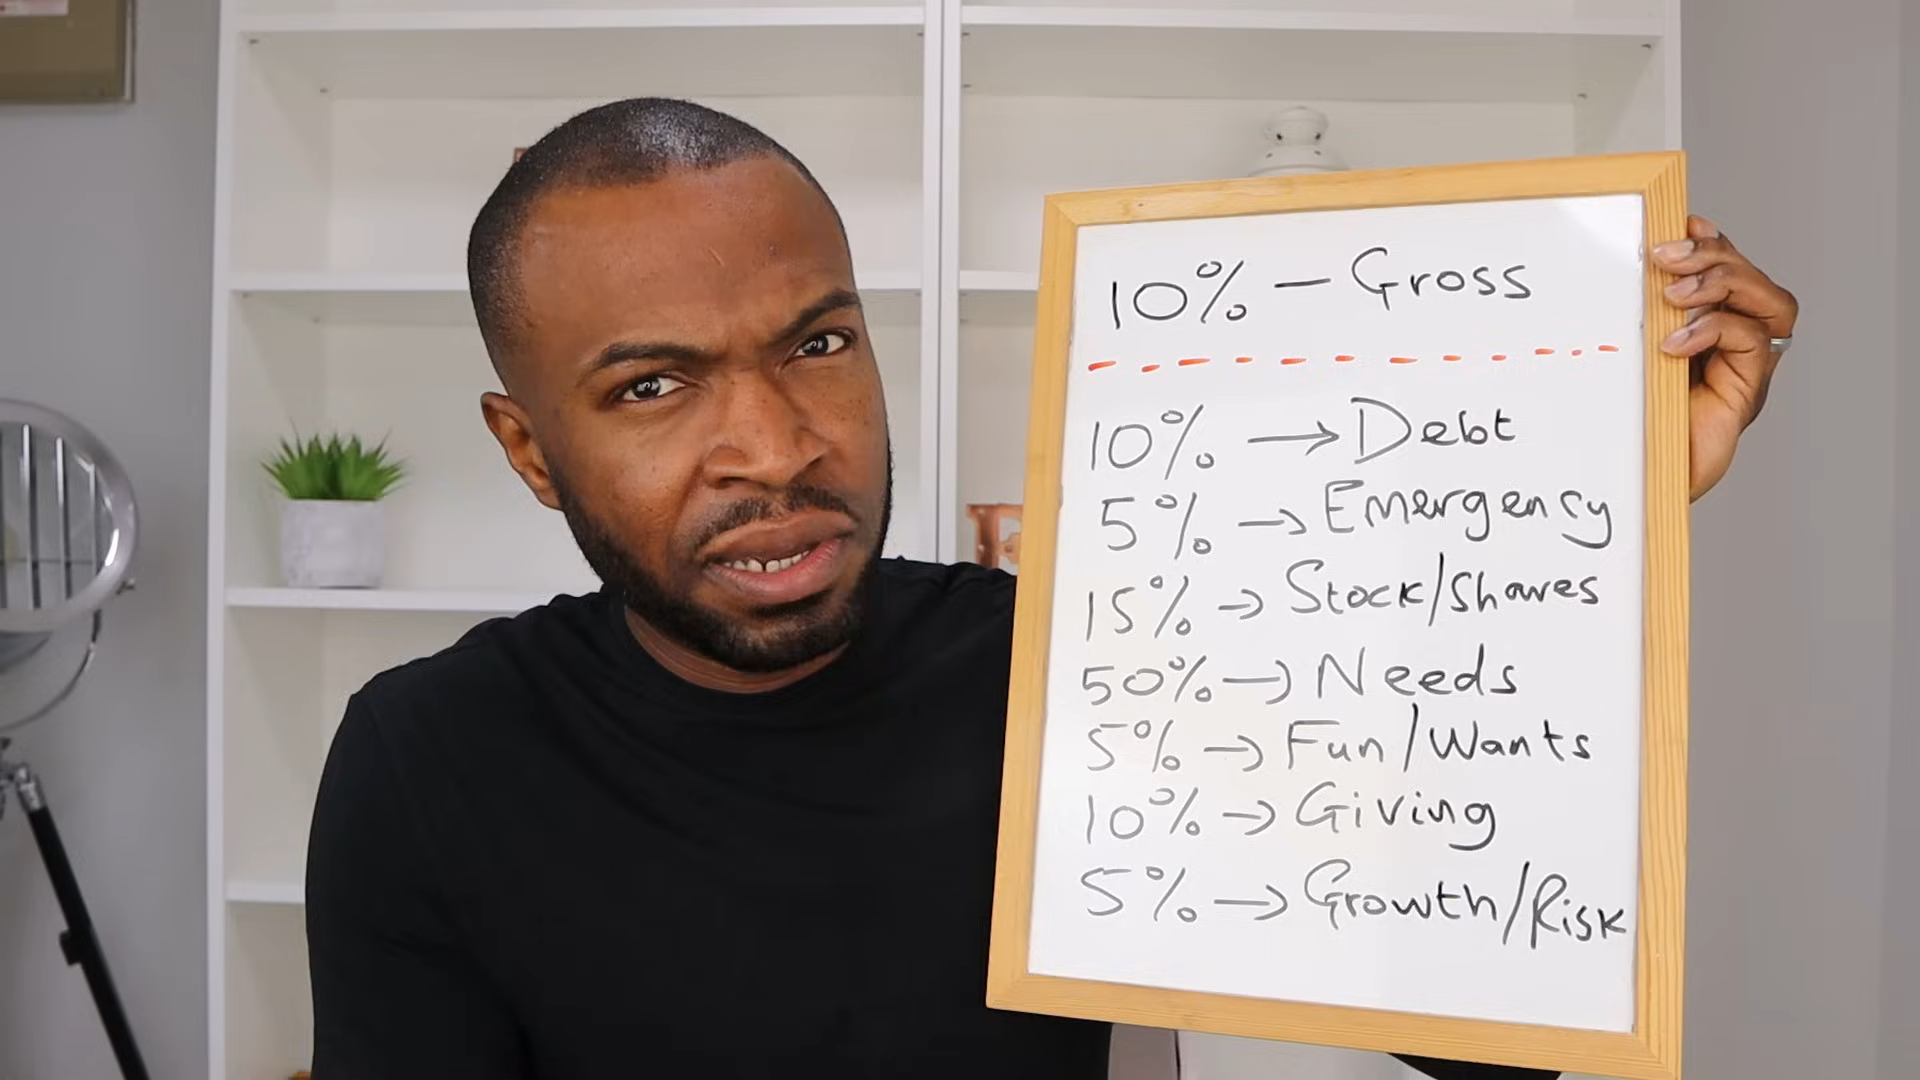 10% – Gross
10% → Debt
5% → Emergency
15% → Stock/Shares
50% → Needs
5% → Fun/Wants
10% → Giving
5% → Growth/Risk